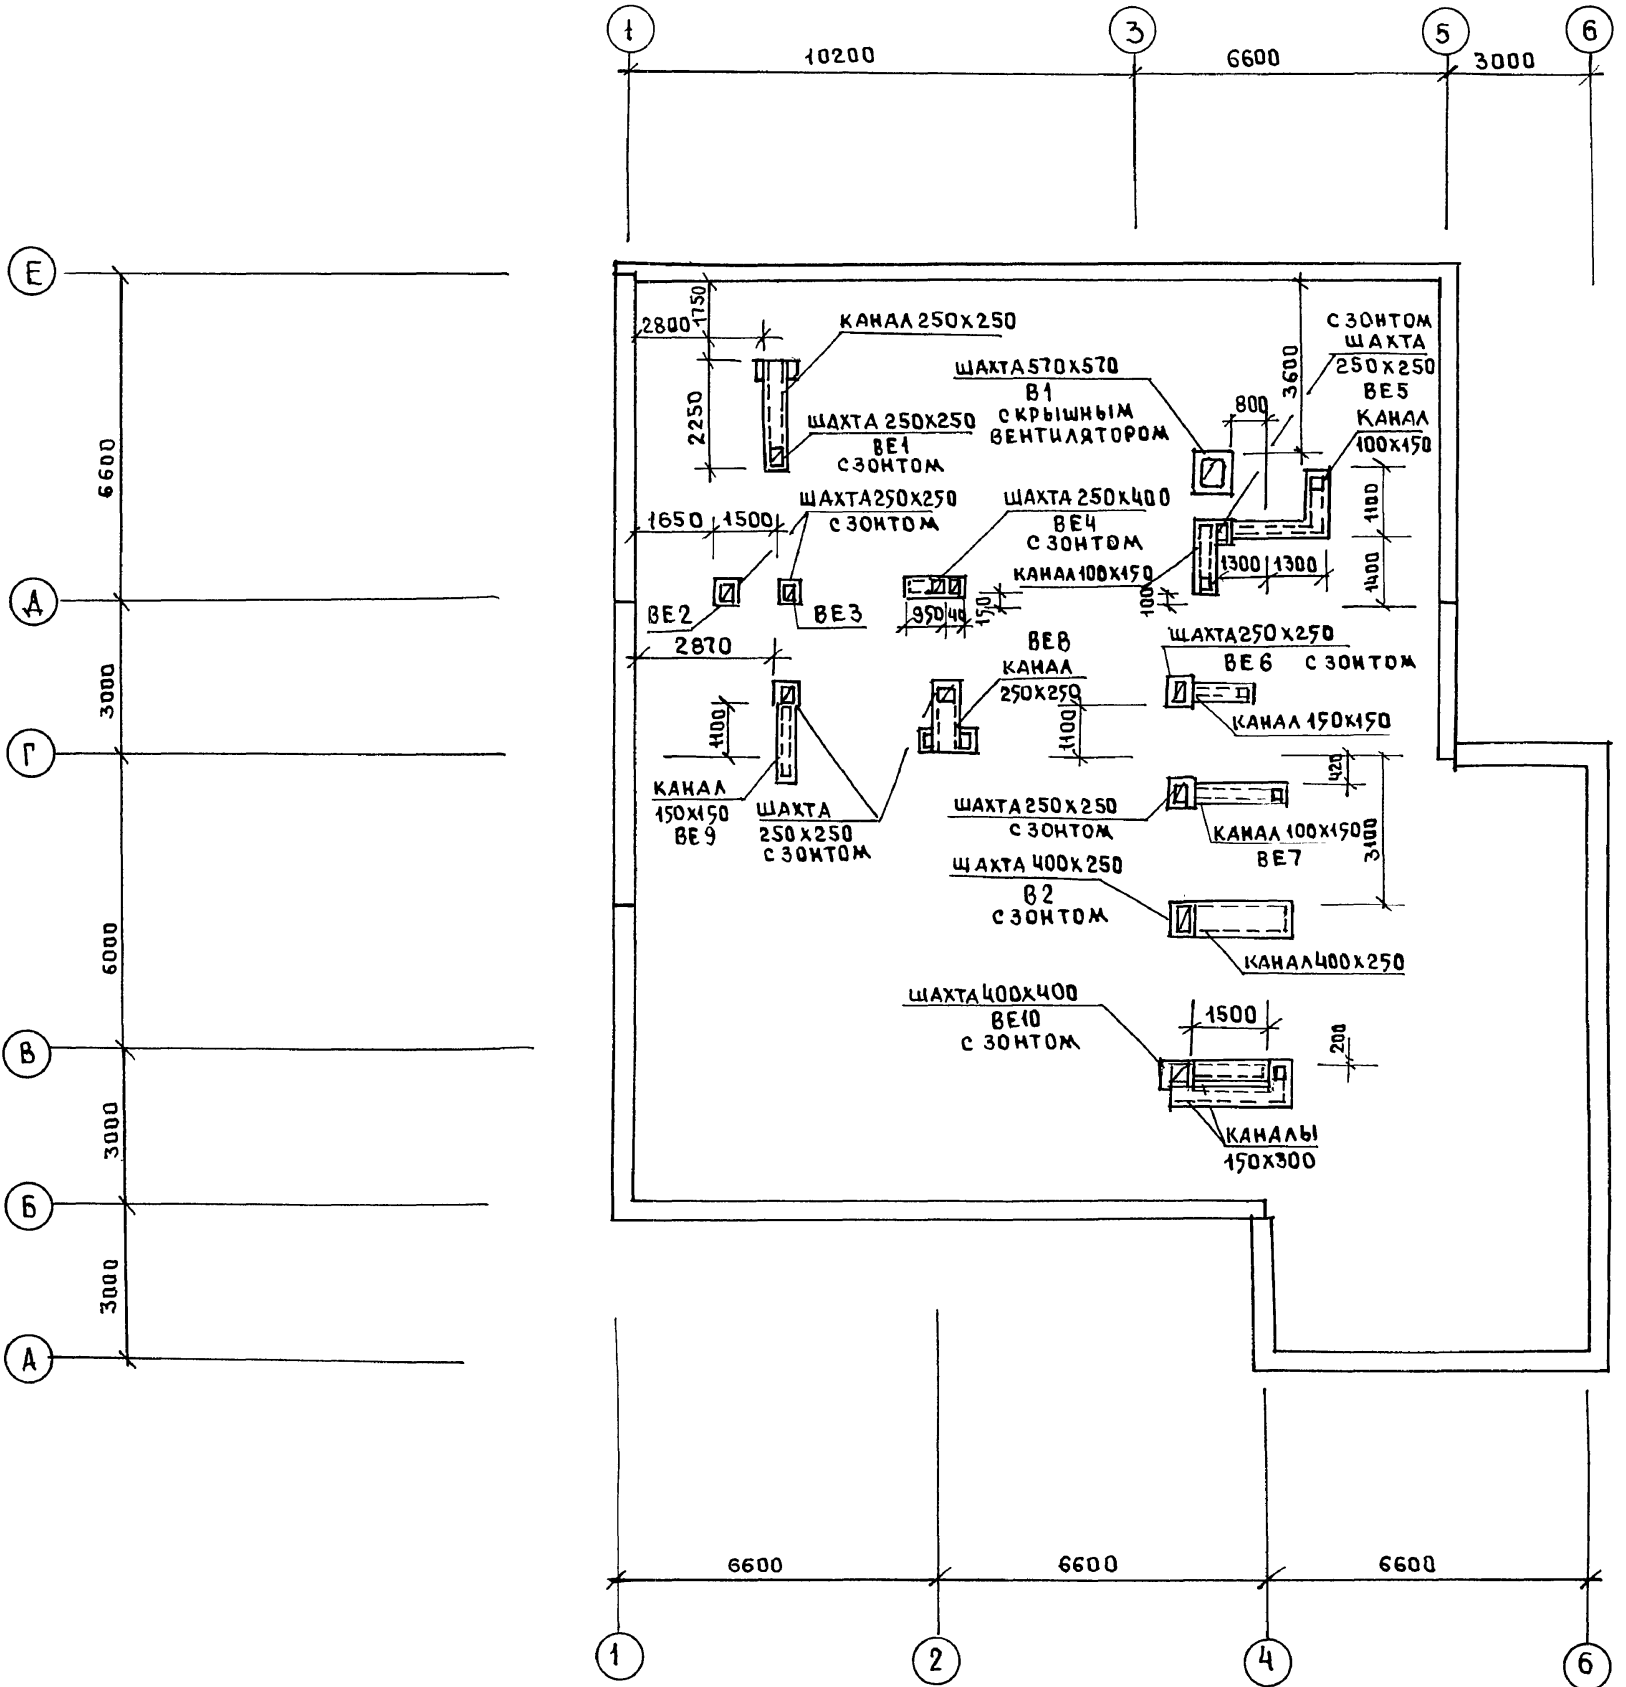 1
3
5
6
10200
6600
3000
Е
Д
Г
В
Б
А
6600
3000
6000
3000
3000
1750
2800
2250
КАНАЛ 250х250
ШАХТА 250х250
ВЕ1
С ЗОНТОМ
ШАХТА 570х570
В1
С КРЫШНЫМ
ВЕНТИЛЯТОРОМ
800
3600
С ЗОНТОМ
ШАХТА
250х250
ВЕ5
КАНАЛ
100х150
1100
1400
1650
1500
ШАХТА 250х250
С ЗОНТОМ
ШАХТА 250х400
ВЕ4
С ЗОНТОМ
КАНАЛ 100х150
1300
1300
100
ВЕ2
ВЕ3
950
150
2870
ВЕ8
КАНАЛ
250х250
1100
1100
ШАХТА 250х250
ВЕ6 С ЗОНТОМ
КАНАЛ 150х150
КАНАЛ
150х150
ВЕ9
ШАХТА
250х250
С ЗОНТОМ
420
3100
ШАХТА 250х250
С ЗОНТОМ
КАНАЛ 100х150
ВЕ7
ШАХТА 400х250
В2
С ЗОНТОМ
КАНАЛ 400х250
ШАХТА 400х400
ВЕ10
С ЗОНТОМ
1500
200
КАНАЛЫ
150х300
6600
6600
6600
1
2
4
6